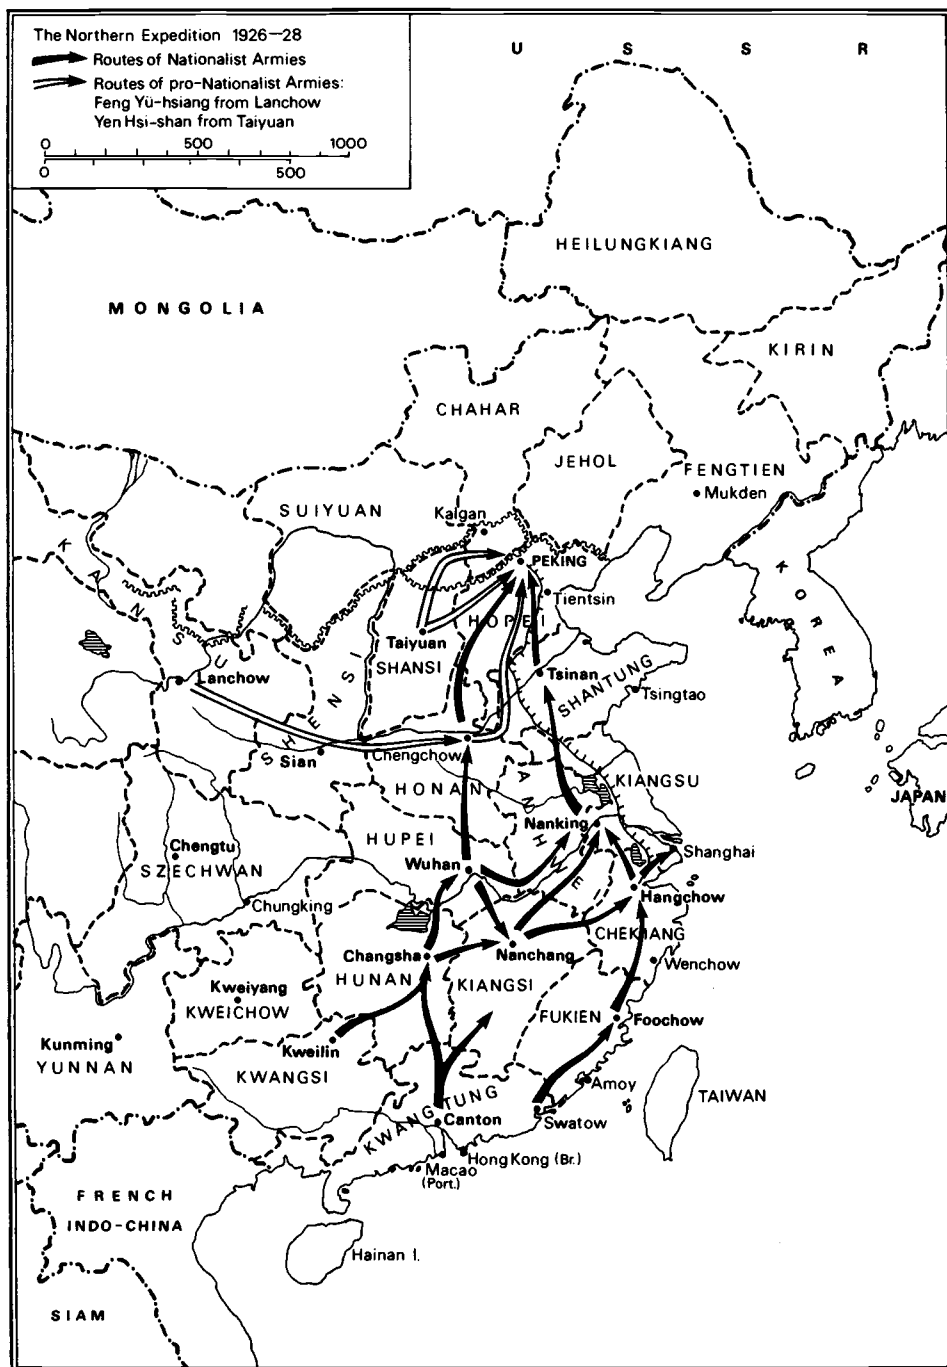 The Northern Expedition 1926—28
Routes of Nationalist Armies
Routes of pro-Nationalist Armies:
Feng Yü-hsiang from Lanchow
Yen Hsi-shan from Taiyuan
0 500 1000
0 500
U S S R
HEILUNGKIANG
MONGOLIA
KIRIN
CHAHAR
JEHOL
FENGTIEN
Mukden
SUIYUAN
Kalgan
PEKING
KANSU
KOREA
Tientsin
HOPEI
Taiyuan
SHANSI
SHENSI
Lanchow
Tsinan
SHANTUNG
Tsingtao
Sian
Chengchow
HONAN
ANHWEI
KIANGSU
JAPAN
Nanking
HUPEI
Chengtu
SZECHWAN
Wuhan
Shanghai
Hangchow
Chungking
CHEKIANG
Changsha
Nanchang
HUNAN
KIANGSI
Wenchow
Kweiyang
KWEICHOW
FUKIEN
Foochow
Kunming
YUNNAN
Kweilin
KWANGSI
Amoy
TAIWAN
KWANGTUNG
Canton
Swatow
Hong Kong (Br.)
Macao
(Port.)
FRENCH
INDO-CHINA
Hainan I.
SIAM